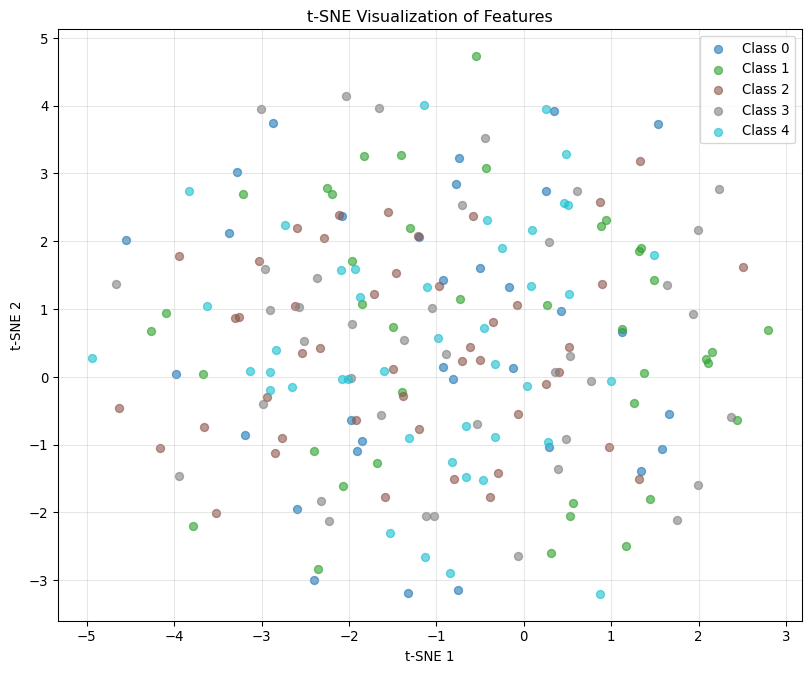 t-SNE Visualization of Features
Class 0
Class 1
Class 2
Class 3
Class 4
5
4
3
2
1
0
−1
−2
−3
t-SNE 2
−5 −4 −3 −2 −1 0 1 2 3
t-SNE 1